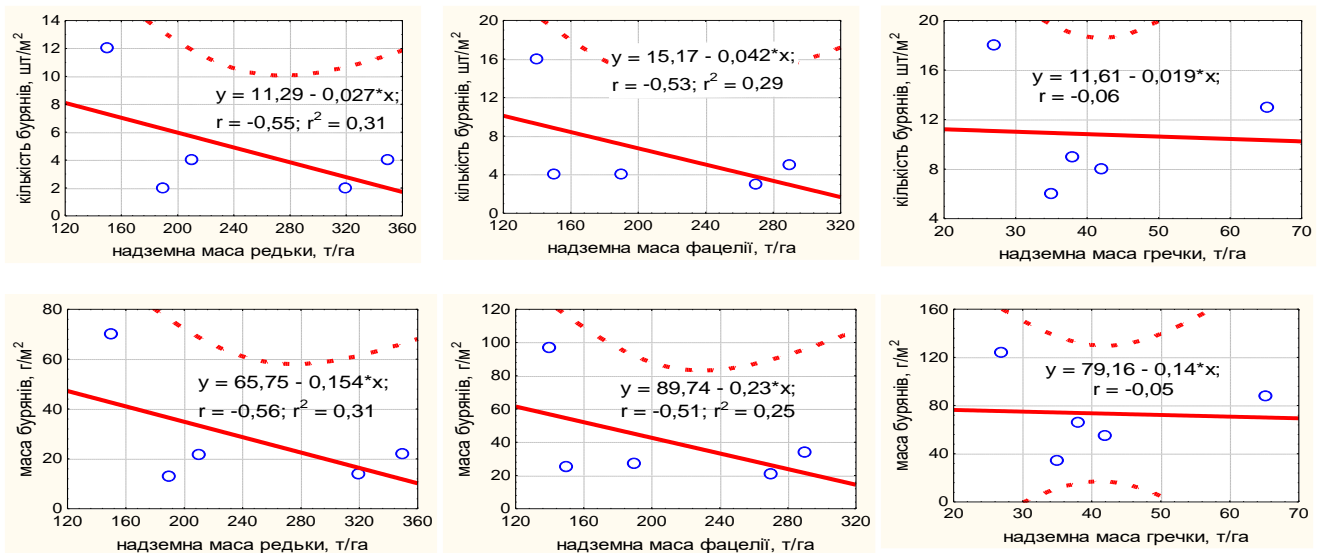 кількість бурянів, шт/м²
14
12
10
8
6
4
2
0
y = 11,29 - 0,027*x;
r = -0,55; r² = 0,31
120 160 200 240 280 320 360
надземна маса редьки, т/га
кількість бурянів, шт/м²
20
16
12
8
4
0
y = 15,17 - 0,042*x;
r = -0,53; r² = 0,29
120 160 200 240 280 320
надземна маса фацелії, т/га
кількість бурянів, шт/м²
20
16
12
8
4
y = 11,61 - 0,019*x;
r = -0,06
20 30 40 50 60 70
надземна маса гречки, т/га
маса бурянів, г/м²
80
60
40
20
0
y = 65,75 - 0,154*x;
r = -0,56; r² = 0,31
120 160 200 240 280 320 360
надземна маса редьки, т/га
маса бурянів, г/м²
120
100
80
60
40
20
0
y = 89,74 - 0,23*x;
r = -0,51; r² = 0,25
120 160 200 240 280 320
надземна маса фацелії, т/га
маса бурянів, г/м²
160
120
80
40
0
y = 79,16 - 0,14*x;
r = -0,05
20 30 40 50 60 70
надземна маса гречки, т/га